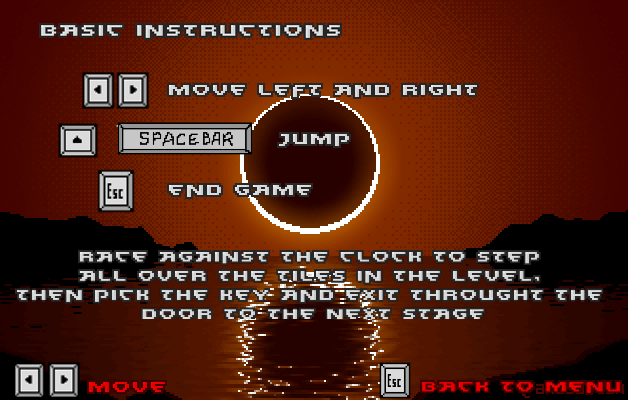 BASIC INSTRUCTIONS
MOVE LEFT AND RIGHT
SPACEBAR JUMP
Esc END GAME
RACE AGAINST THE CLOCK TO STEP
ALL OVER THE TILES IN THE LEVEL,
THEN PICK THE KEY AND EXIT THROUGHT THE
DOOR TO THE NEXT STAGE
MOVE Esc BACK TO MENU